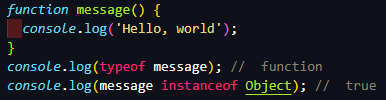 function message() {
  console.log('Hello, world');
}
console.log(typeof message); //  function
console.log(message instanceof Object); //  true